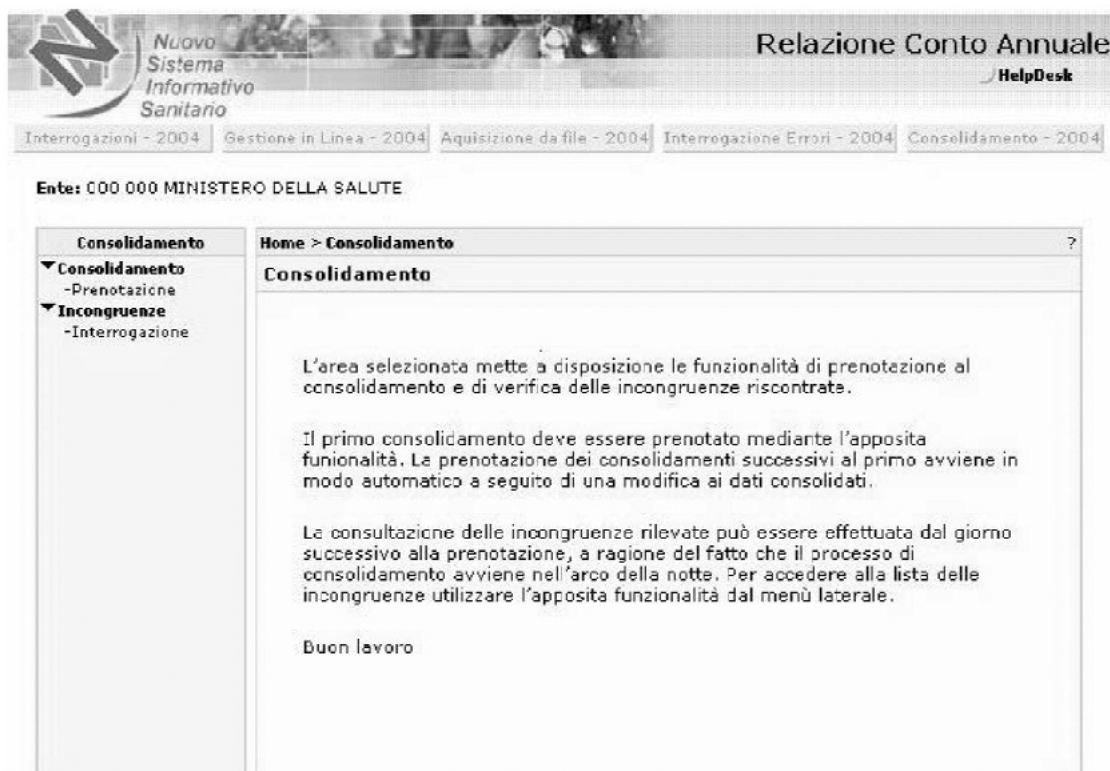 Nuovo
Sistema
Informativo
Sanitario
Relazione Conto Annuale
HelpDesk
Interrogazioni - 2004
Gestione in Linea - 2004
Aquisizione da file - 2004
Interrogazione Errori - 2004
Consolidamento - 2004
Ente: 000 000 MINISTERO DELLA SALUTE
Consolidamento
Consolidamento
-Prenotazione
Incongruenze
-Interrogazione
Home > Consolidamento ?
Consolidamento
L'area selezionata mette a disposizione le funzionalità di prenotazione al
consolidamento e di verifica delle incongruenze riscontrate.
Il primo consolidamento deve essere prenotato mediante l'apposita
funionalità. La prenotazione dei consolidamenti successivi al primo avviene in
modo automatico a seguito di una modifica ai dati consolidati.
La consultazione delle incongruenze rilevate può essere effettuata dal giorno
successivo alla prenotazione, a ragione del fatto che il processo di
consolidamento avviene nell'arco della notte. Per accedere alla lista delle
incongruenze utilizzare l'apposita funzionalità dal menù laterale.
Buon lavoro